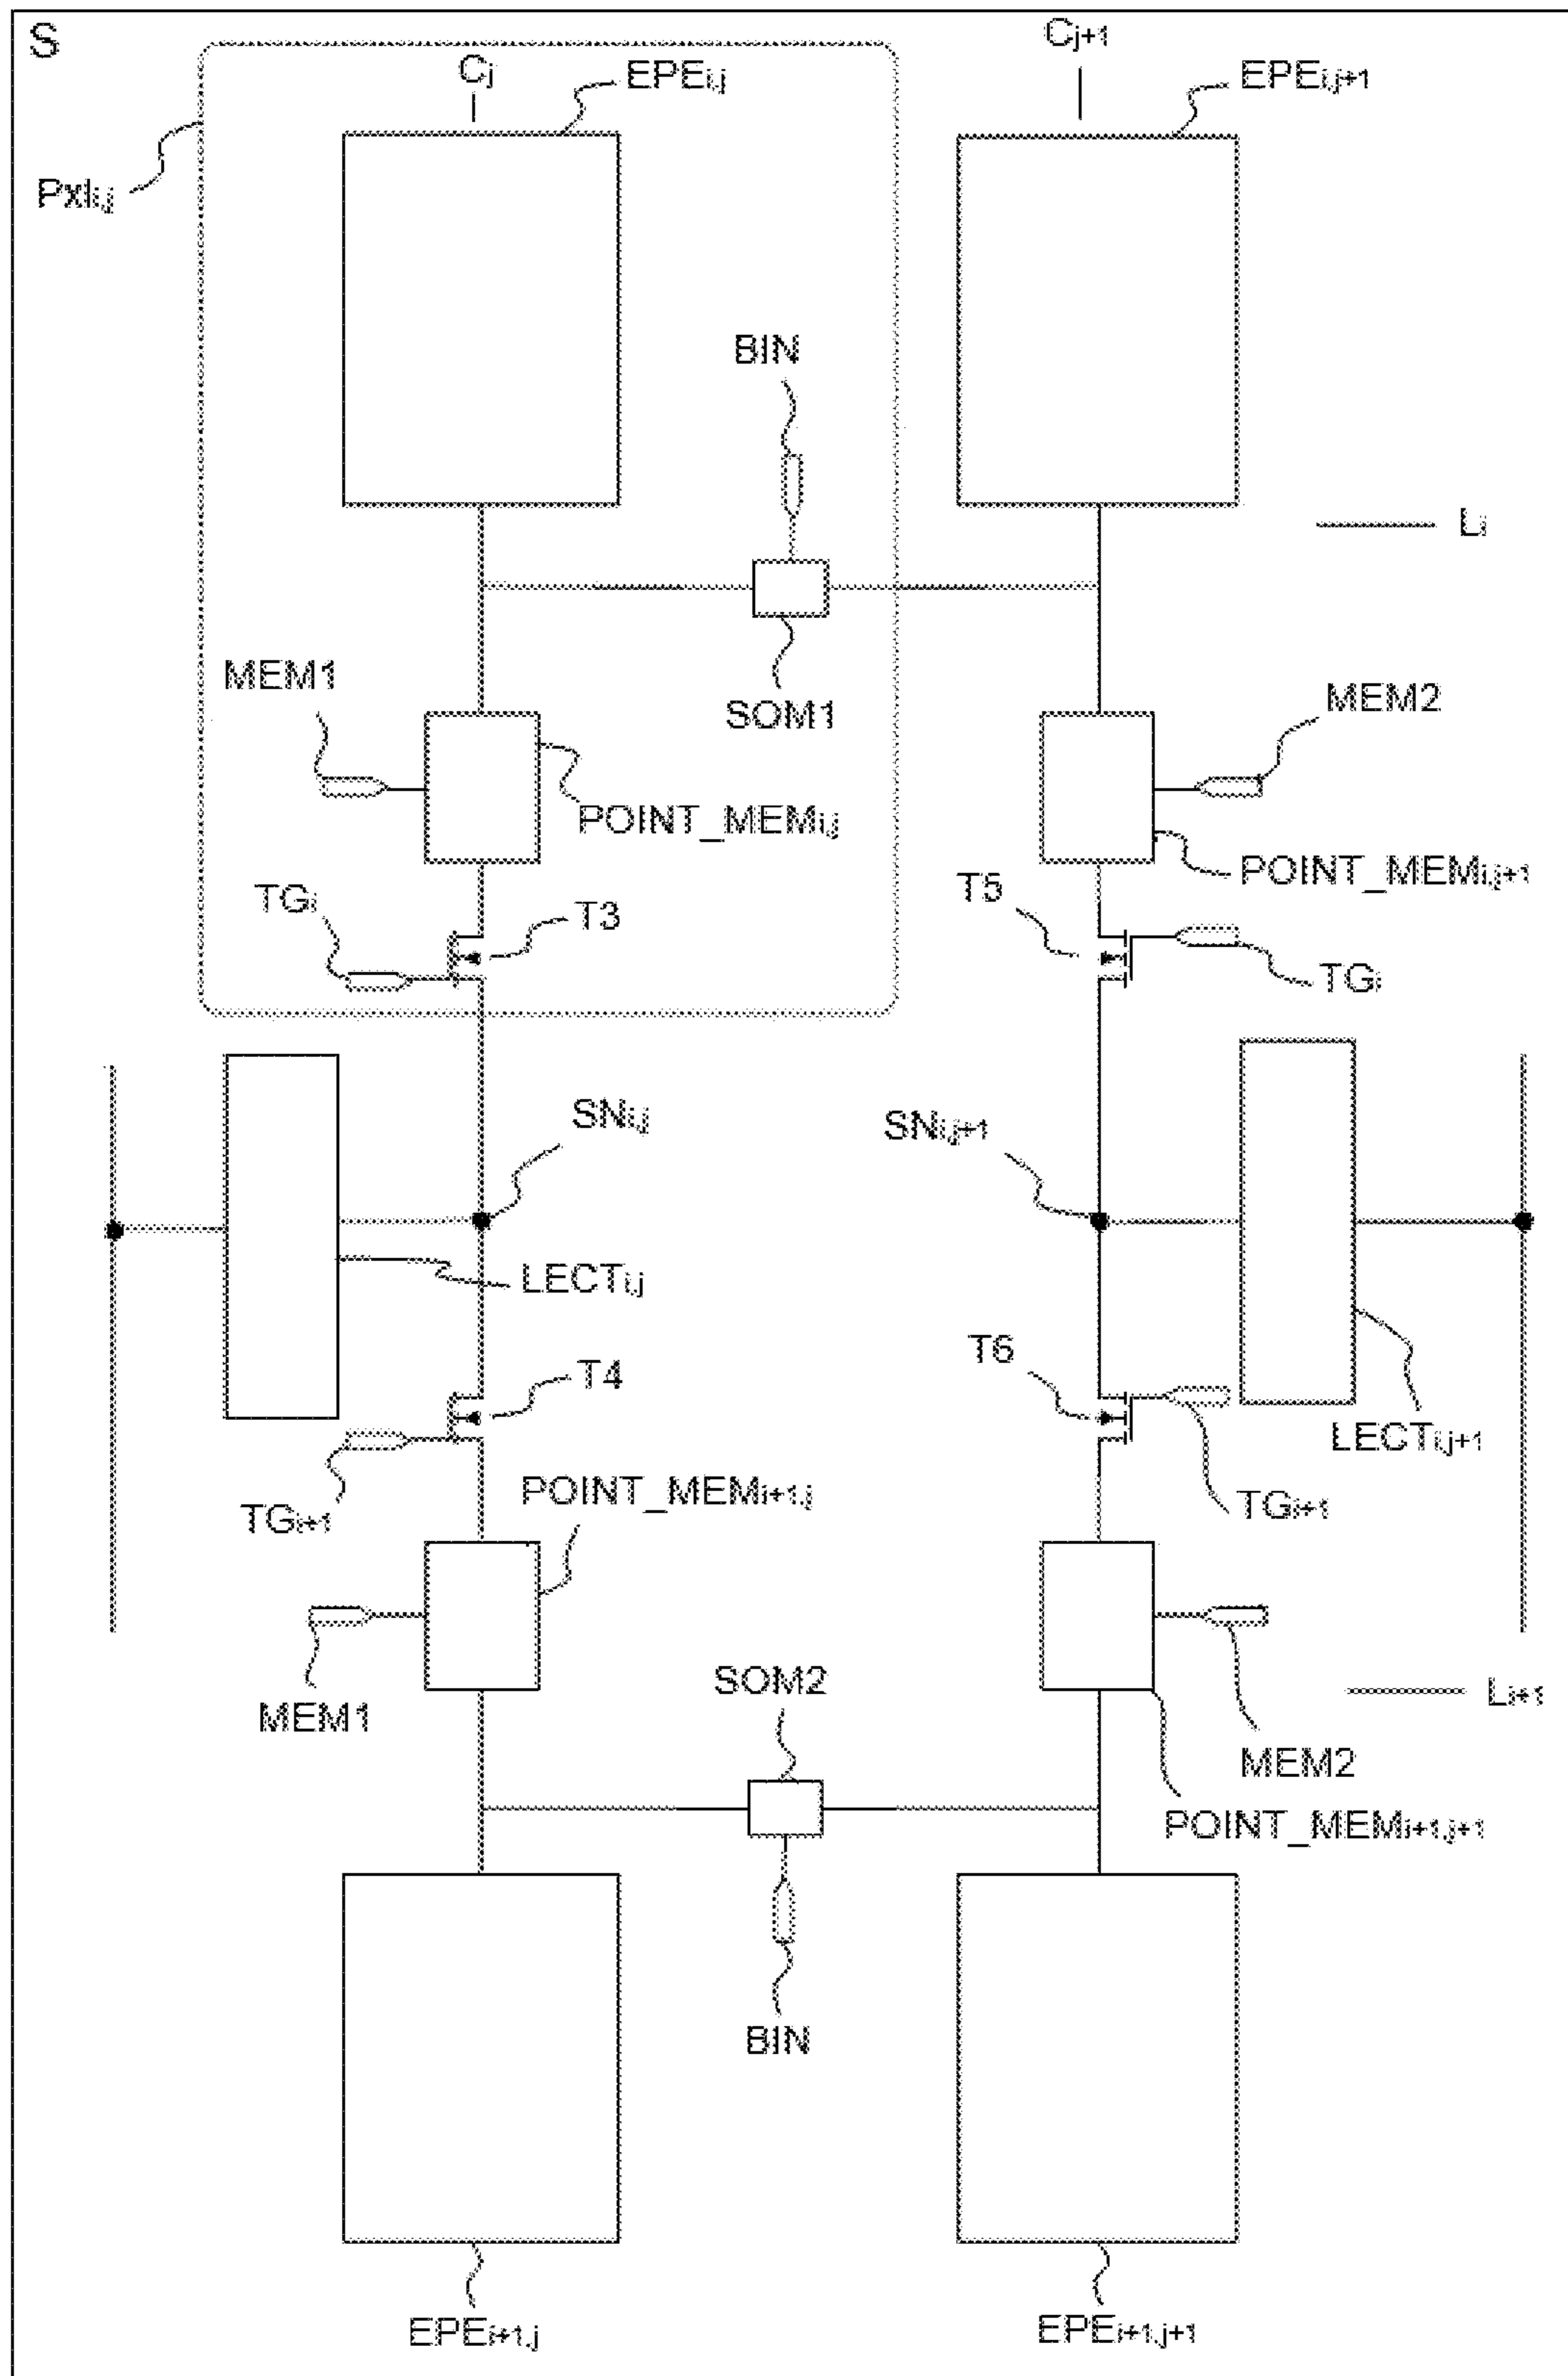 S
Cj
EPEi,j
Cj+1
EPEi,j+1
Pxli,j
BIN
Li
SOM1
MEM1
POINT_MEMi,j
MEM2
POINT_MEMi,j+1
TGi
T3
T5
TGi
SNi,j
SNi,j+1
LECTi,j
T4
T6
LECTi,j+1
TGi+1
POINT_MEMi+1,j
TGi+1
MEM1
SOM2
Li+1
MEM2
POINT_MEMi+1,j+1
BIN
EPEi+1,j
EPEi+1,j+1